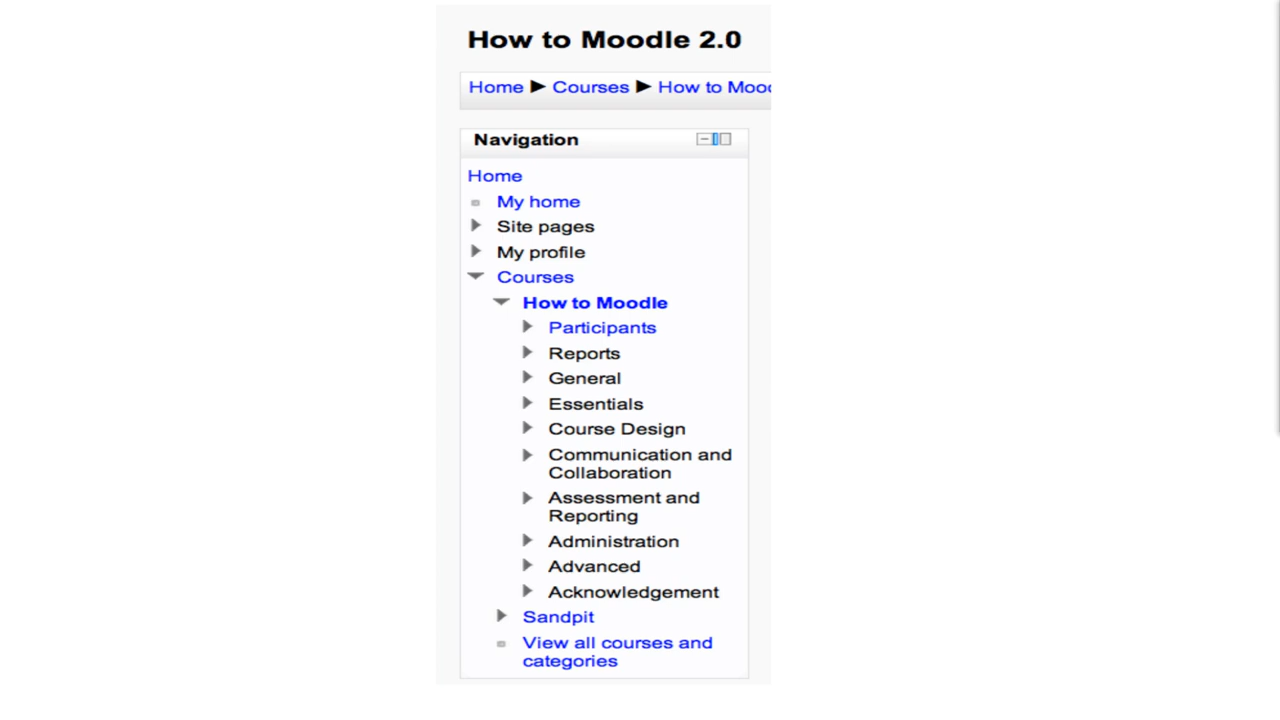 How to Moodle 2.0
Home ► Courses ► How to Mood
Navigation
Home
My home
Site pages
My profile
Courses
How to Moodle
Participants
Reports
General
Essentials
Course Design
Communication and
Collaboration
Assessment and
Reporting
Administration
Advanced
Acknowledgement
Sandpit
View all courses and
categories